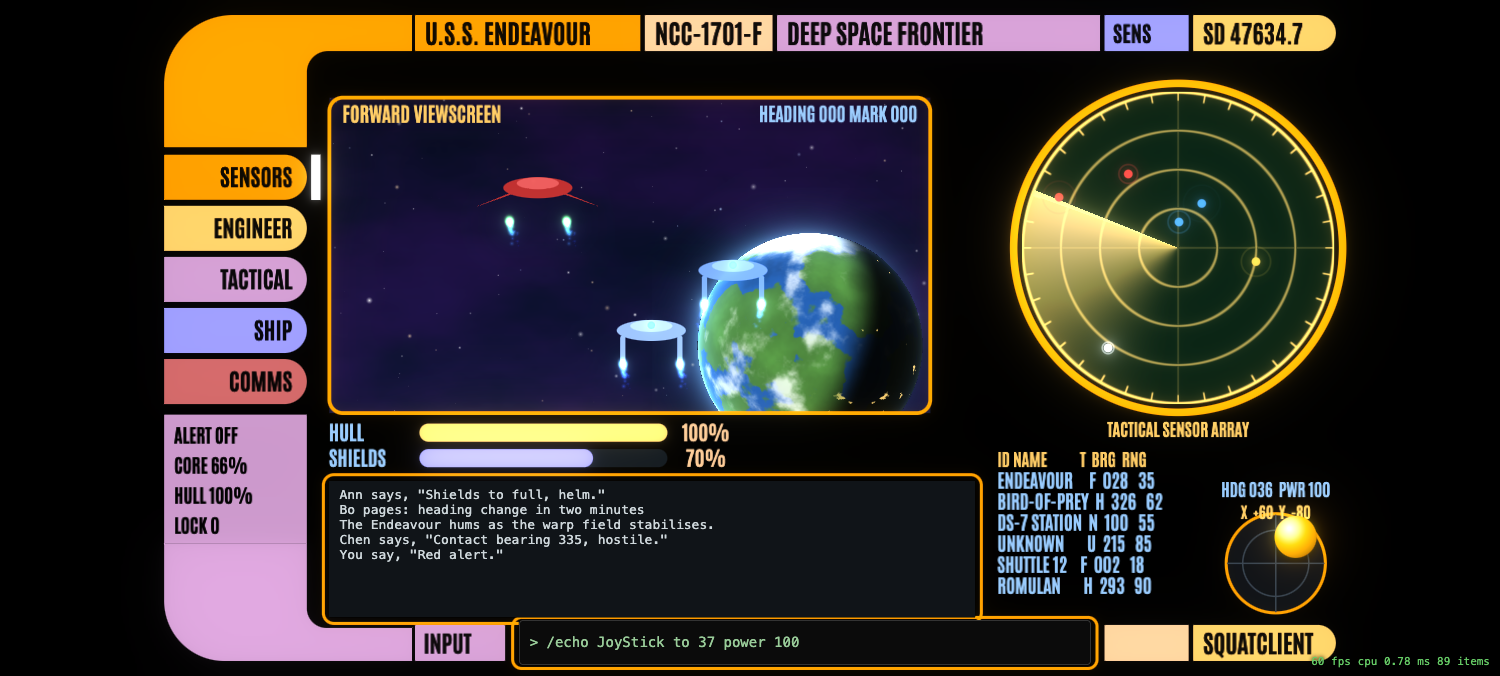 U.S.S. ENDEAVOUR NCC-1701-F DEEP SPACE FRONTIER SENS SD 47634.7
FORWARD VIEWSCREEN HEADING 000 MARK 000
SENSORS
ENGINEER
TACTICAL
SHIP
COMMS
ALERT OFF
CORE 66%
HULL 100%
LOCK 0
HULL 100%
SHIELDS 70%
TACTICAL SENSOR ARRAY
ID NAME T BRG RNG
ENDEAVOUR F 028 35
BIRD-OF-PREY H 326 62
DS-7 STATION N 100 55
UNKNOWN U 215 85
SHUTTLE 12 F 002 18
ROMULAN H 293 90
HDG 036 PWR 100
X +60 Y -80
Ann says, "Shields to full, helm."
Bo pages: heading change in two minutes
The Endeavour hums as the warp field stabilises.
Chen says, "Contact bearing 335, hostile."
You say, "Red alert."
INPUT
> /echo JoyStick to 37 power 100
SQUATCLIENT
60 fps cpu 0.78 ms 89 items